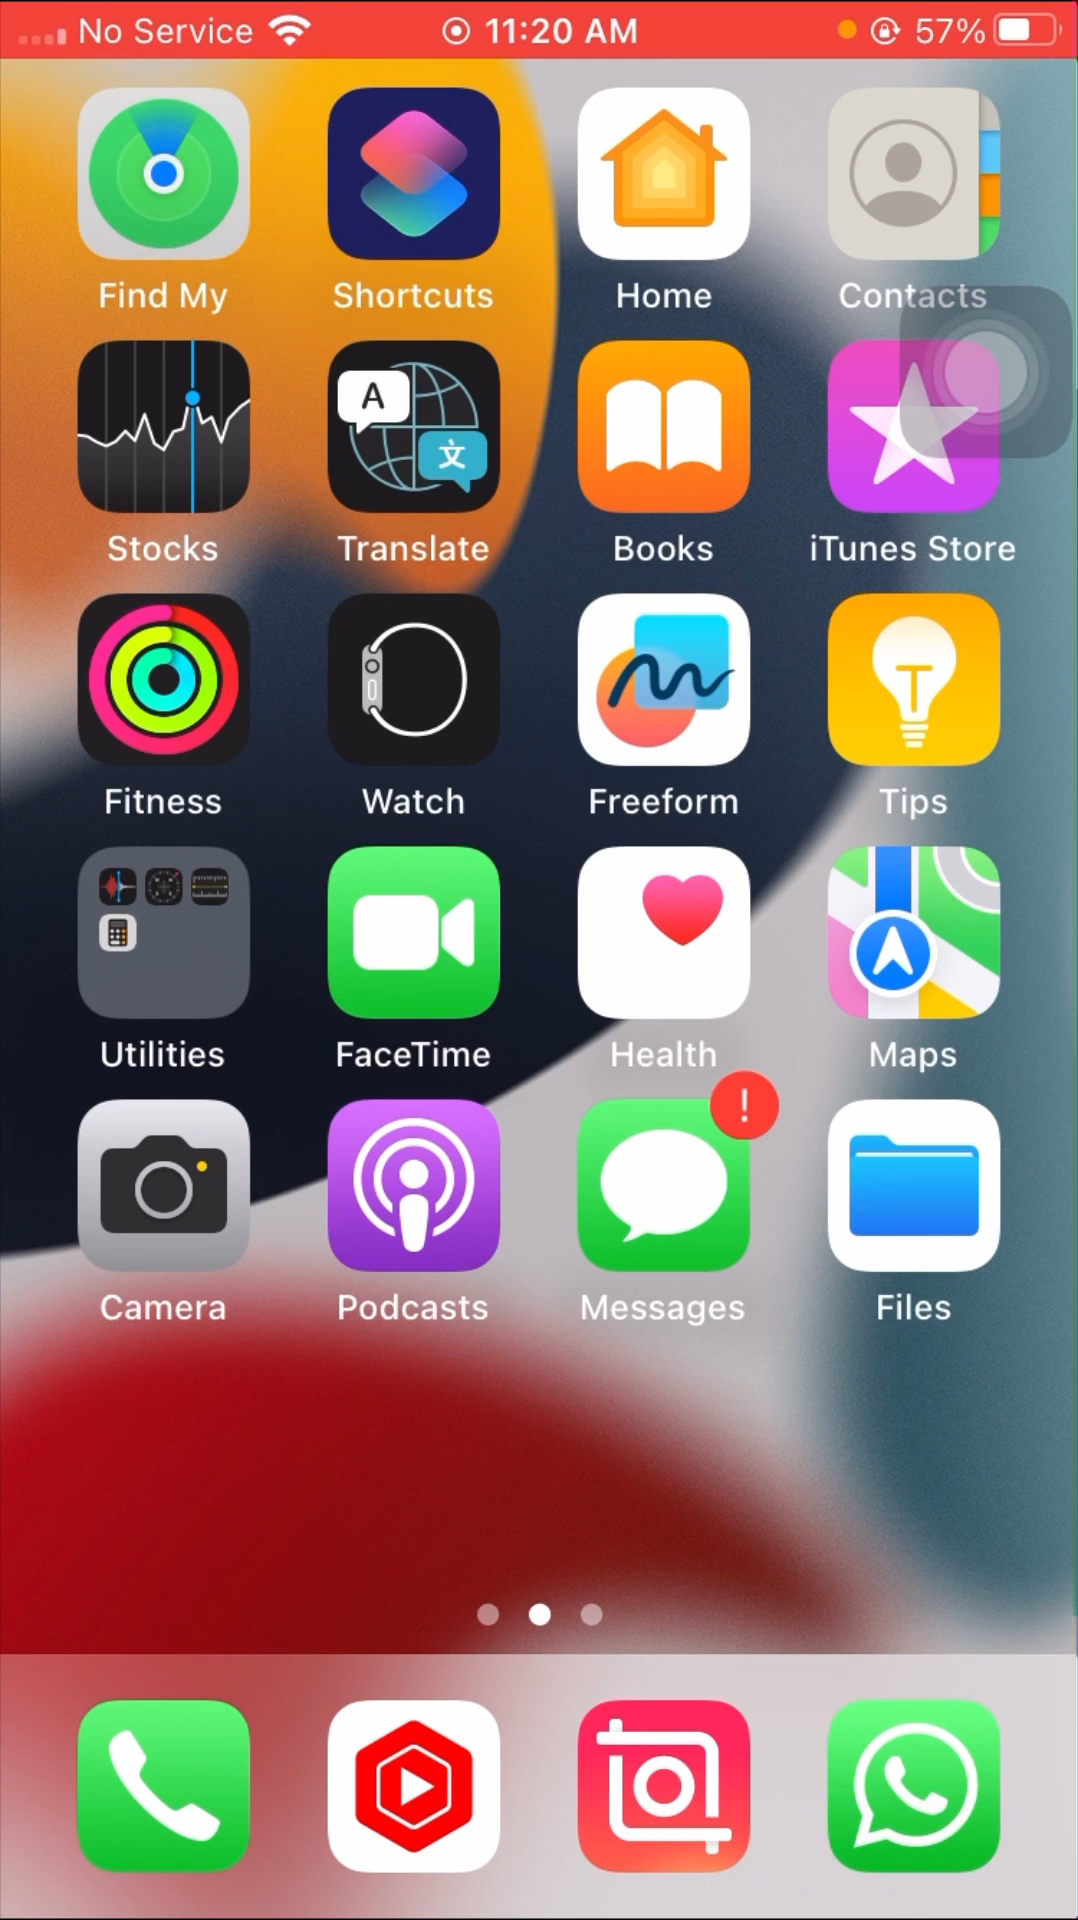 No Service 11:20 AM 57%
Find My Shortcuts Home Contacts
A 文
Stocks Translate Books iTunes Store
Fitness Watch Freeform Tips
Utilities FaceTime Health Maps
!
Camera Podcasts Messages Files